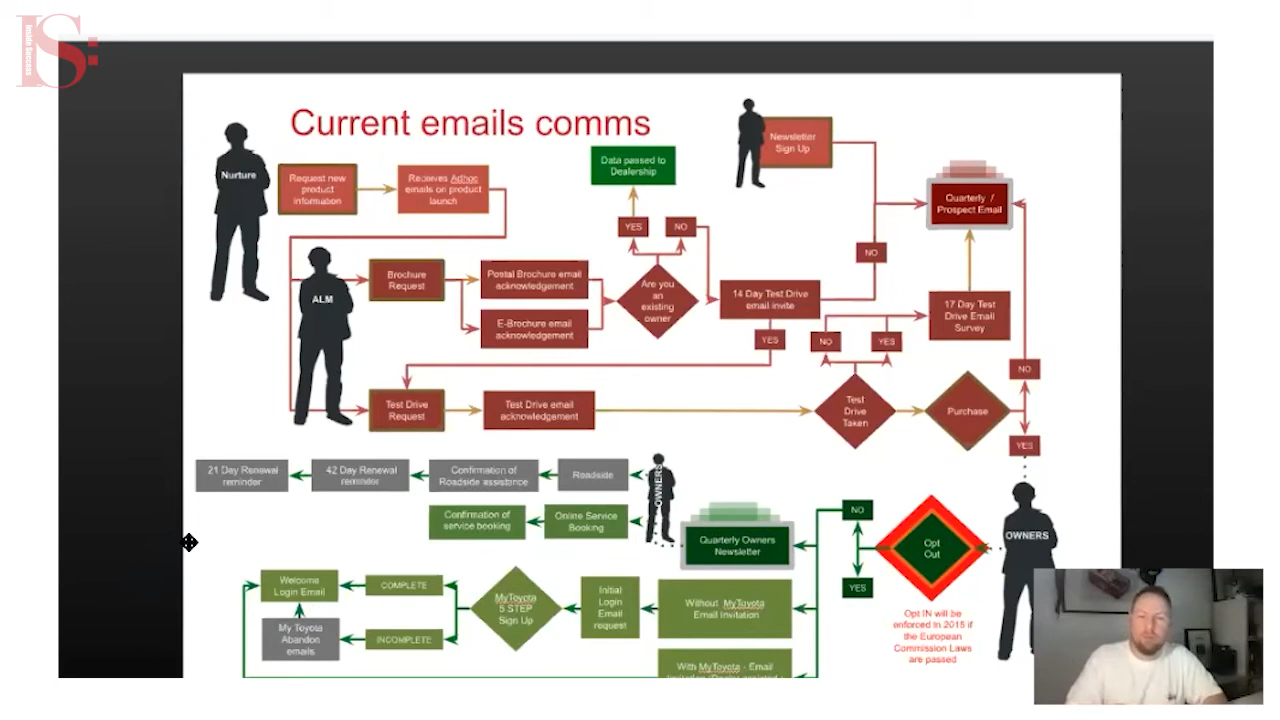 IS:
Inside Success
Current emails comms
Nurture
Request new
product
information
Receives Adhoc
emails on product
launch
Data passed to
Dealership
Newsletter
Sign Up
Quarterly /
Prospect Email
YES
NO
NO
ALM
Brochure
Request
Postal Brochure email
acknowledgement
E-Brochure email
acknowledgement
Are you
an
existing
owner
14 Day Test Drive
email invite
17 Day Test
Drive Email
Survey
YES
NO
YES
NO
Test Drive
Request
Test Drive email
acknowledgement
Test
Drive
Taken
Purchase
YES
21 Day Renewal
reminder
42 Day Renewal
reminder
Confirmation of
Roadside assistance
Roadside
OWNERS
Confirmation of
service booking
Online Service
Booking
Quarterly Owners
Newsletter
NO
Opt
Out
OWNERS
YES
Welcome
Login Email
COMPLETE
MyToyota
5 STEP
Sign Up
Initial
Login
Email
request
Without MyToyota
Email Invitation
My Toyota
Abandon
emails
INCOMPLETE
Opt IN will be
enforced in 2015 if
the European
Commission Laws
are passed
With MyToyota - Email